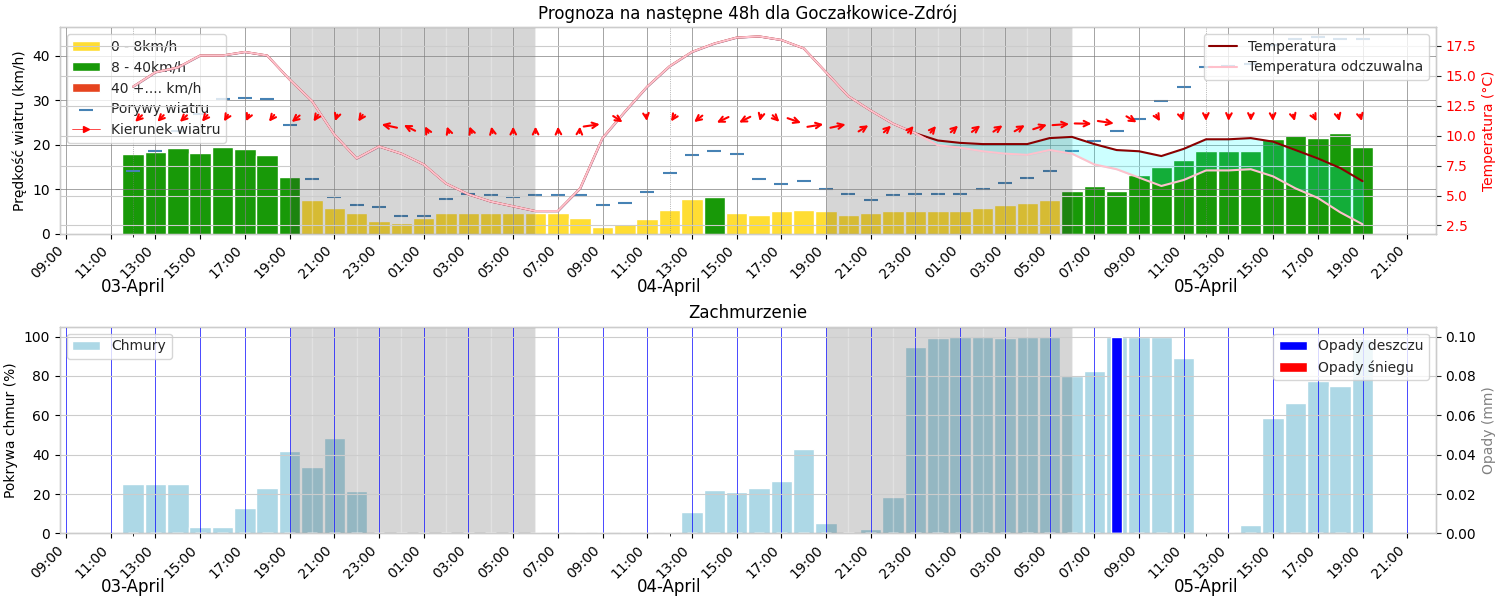 Prognoza na następne 48h dla Goczałkowice-Zdrój
Prędkość wiatru (km/h)
40
30
20
10
0
0 - 8km/h
8 - 40km/h
40 +.... km/h
Porywy wiatru
Kierunek wiatru
Temperatura
Temperatura odczuwalna
17.5
15.0
12.5
10.0
7.5
5.0
2.5
Temperatura (°C)
09:00 11:00 13:00 15:00 17:00 19:00 21:00 23:00 01:00 03:00 05:00 07:00 09:00 11:00 13:00 15:00 17:00 19:00 21:00 23:00 01:00 03:00 05:00 07:00 09:00 11:00 13:00 15:00 17:00 19:00 21:00
03-April 04-April 05-April
Zachmurzenie
Pokrywa chmur (%)
100
80
60
40
20
0
Chmury
Opady deszczu
Opady śniegu
0.10
0.08
0.06
0.04
0.02
0.00
Opady (mm)
09:00 11:00 13:00 15:00 17:00 19:00 21:00 23:00 01:00 03:00 05:00 07:00 09:00 11:00 13:00 15:00 17:00 19:00 21:00 23:00 01:00 03:00 05:00 07:00 09:00 11:00 13:00 15:00 17:00 19:00 21:00
03-April 04-April 05-April